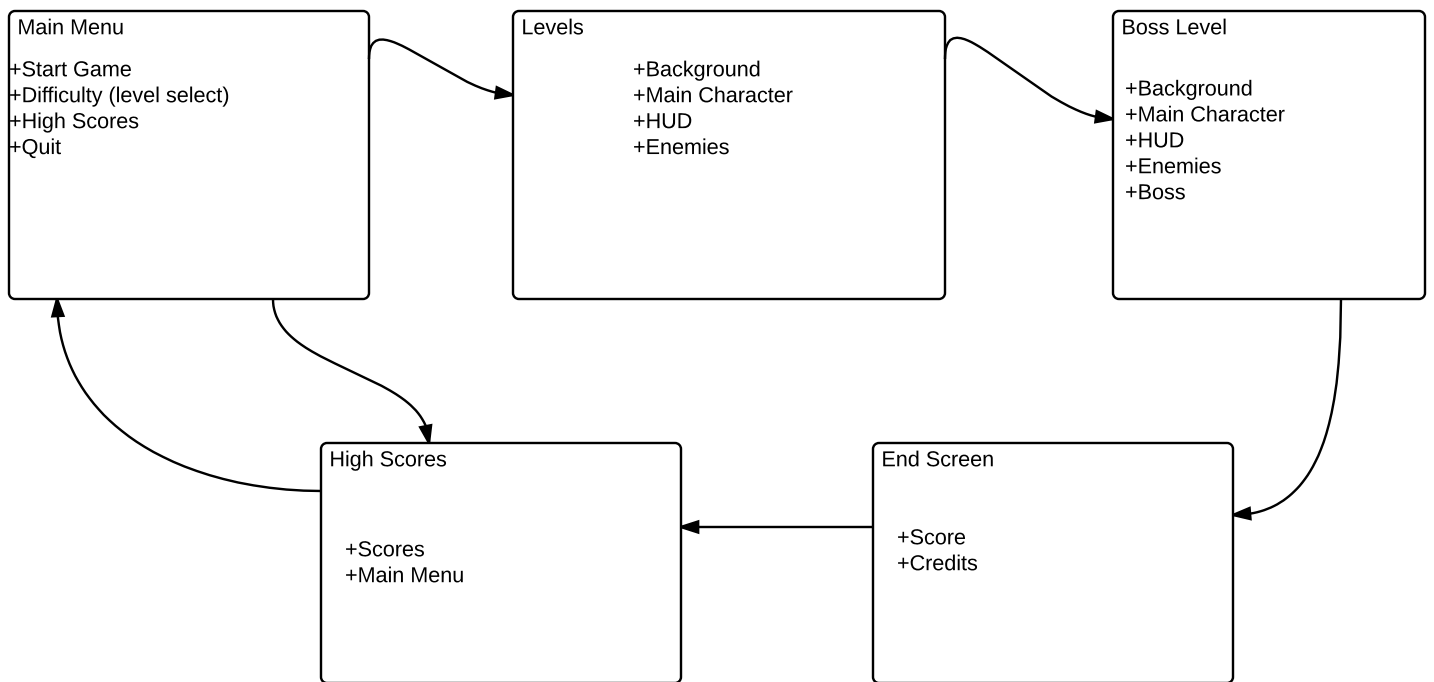 Main Menu
+Start Game
+Difficulty (level select)
+High Scores
+Quit
Levels
+Background
+Main Character
+HUD
+Enemies
Boss Level
+Background
+Main Character
+HUD
+Enemies
+Boss
High Scores
+Scores
+Main Menu
End Screen
+Score
+Credits